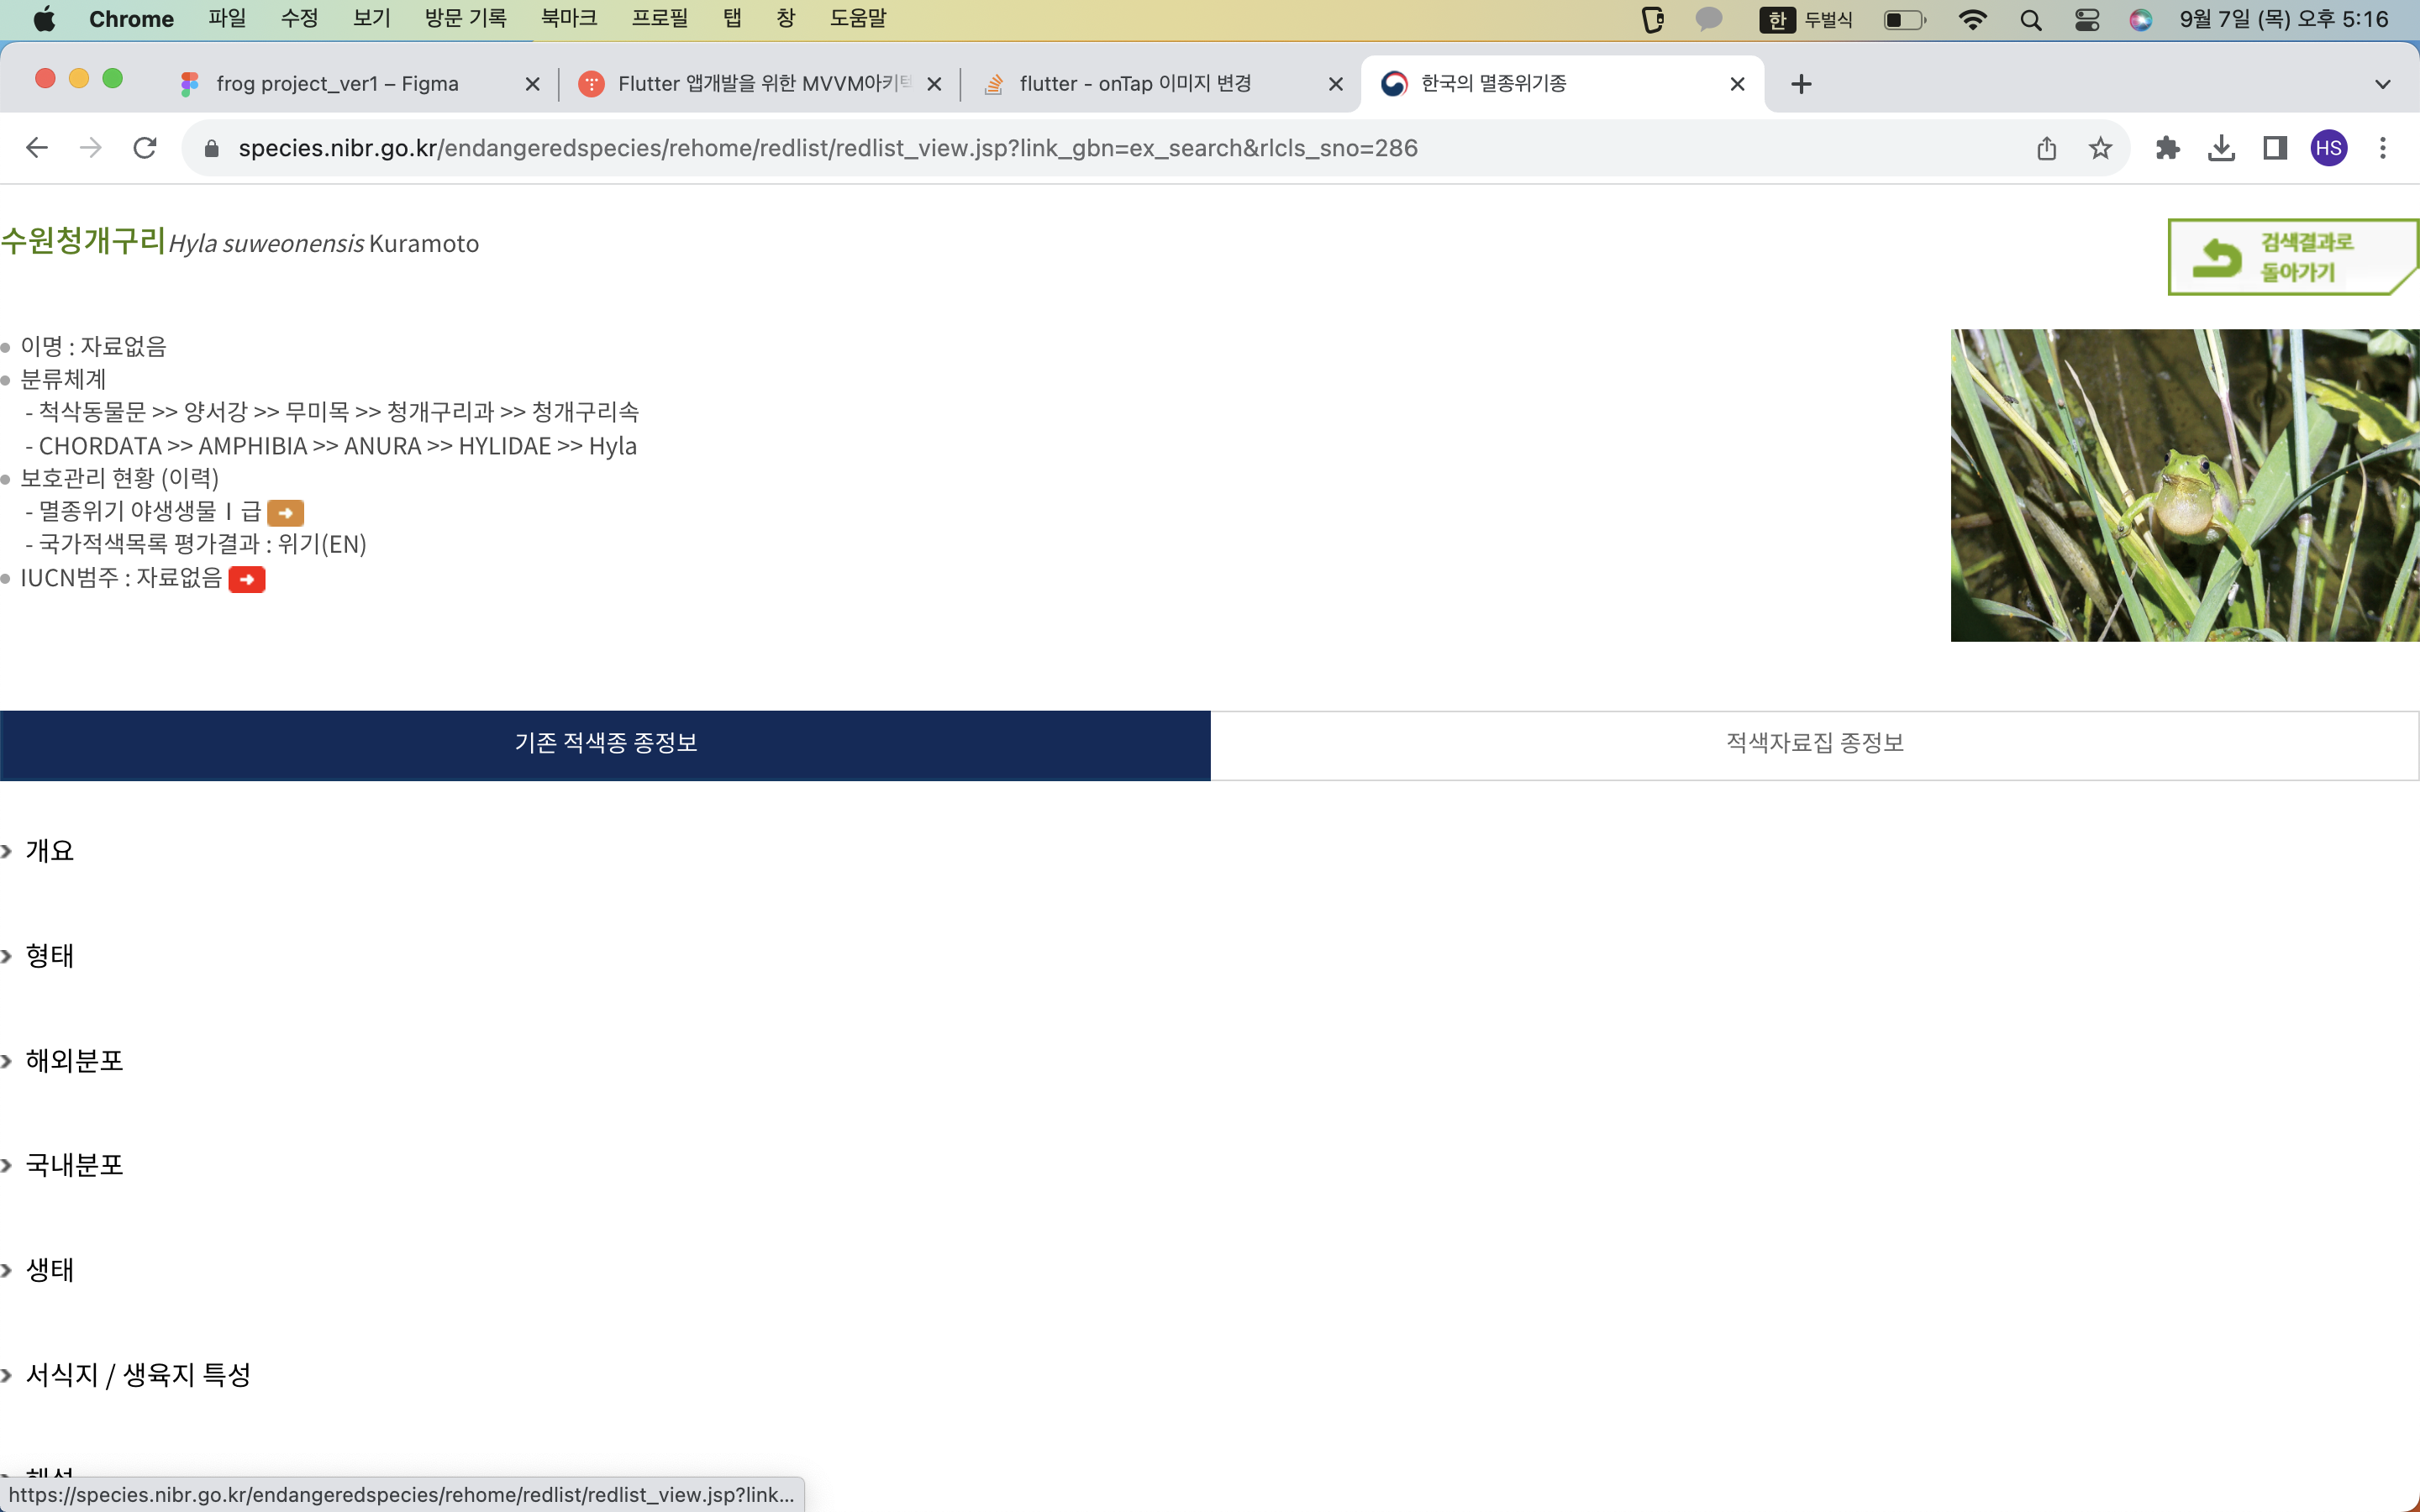 Chrome 파일 수정 보기 방문 기록 북마크 프로필 탭 창 도움말 한 두벌식 9월 7일 (목) 오후 5:16
frog project_ver1 – Figma
Flutter 앱개발을 위한 MVVM아키
flutter - onTap 이미지 변경
한국의 멸종위기종
species.nibr.go.kr/endangeredspecies/rehome/redlist/redlist_view.jsp?link_gbn=ex_search&rlcls_sno=286
HS
수원청개구리 Hyla suweonensis Kuramoto
검색결과로
돌아가기
이명 : 자료없음
분류체계
- 척삭동물문 >> 양서강 >> 무미목 >> 청개구리과 >> 청개구리속
- CHORDATA >> AMPHIBIA >> ANURA >> HYLIDAE >> Hyla
보호관리 현황 (이력)
- 멸종위기 야생생물 Ⅰ 급
- 국가적색목록 평가결과 : 위기(EN)
IUCN범주 : 자료없음
기존 적색종 종정보
적색자료집 종정보
개요
형태
해외분포
국내분포
생태
서식지 / 생육지 특성
https://species.nibr.go.kr/endangeredspecies/rehome/redlist/redlist_view.jsp?link...